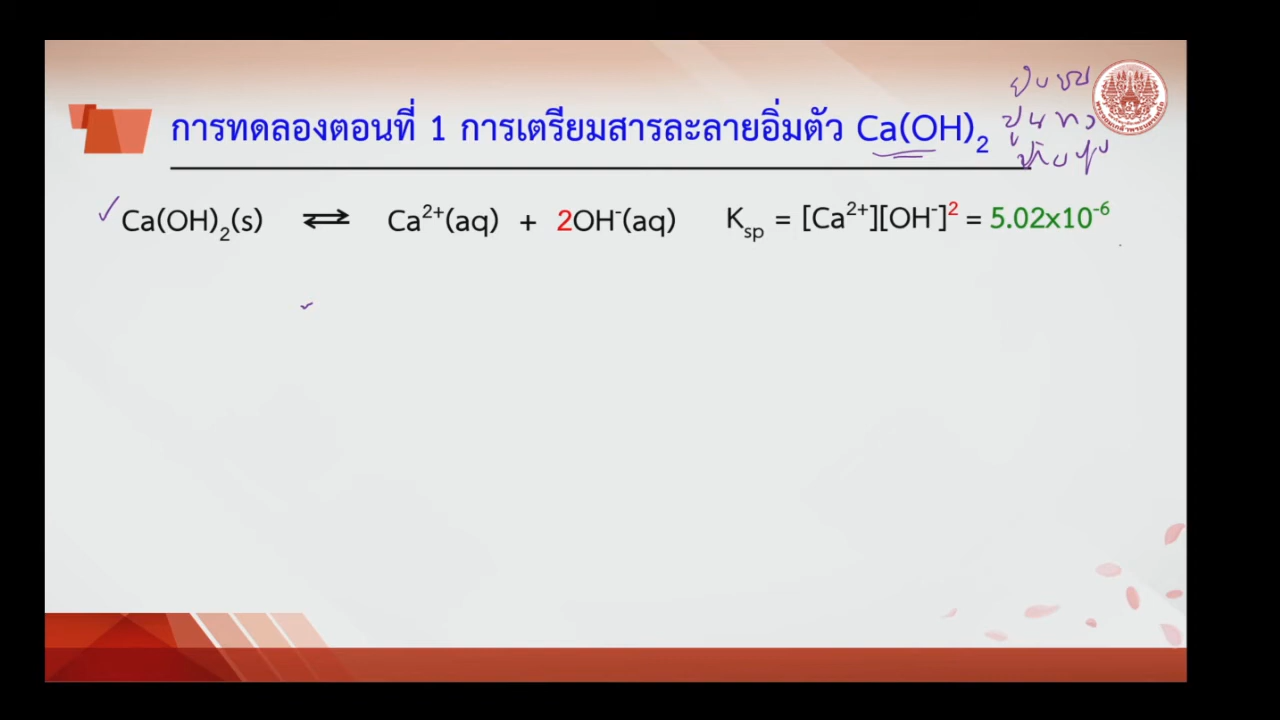 การทดลองตอนที่ 1 การเตรียมสารละลายอิ่มตัว Ca(OH)₂
Ca(OH)₂(s) ⇌ Ca²⁺(aq) + 2OH⁻(aq) Kₛₚ = [Ca²⁺][OH⁻]² = 5.02x10⁻⁶